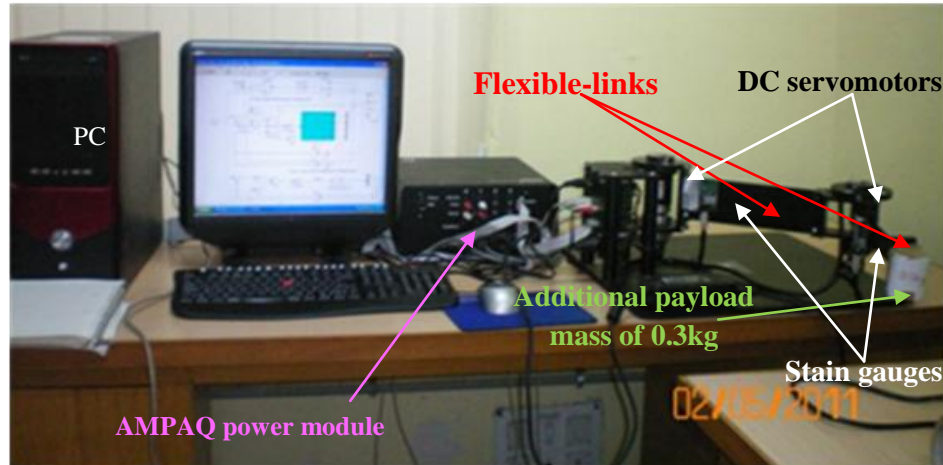 Flexible-links
DC servomotors
PC
Additional payload
mass of 0.3kg
Stain gauges
02/05/2011
AMPAQ power module